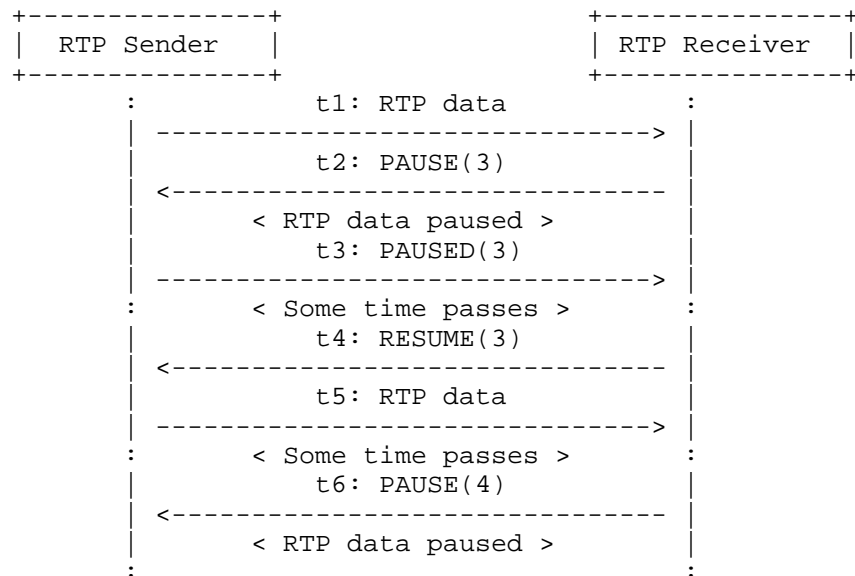 RTP Sender RTP Receiver
t1: RTP data
t2: PAUSE(3)
< RTP data paused >
t3: PAUSED(3)
< Some time passes >
t4: RESUME(3)
t5: RTP data
< Some time passes >
t6: PAUSE(4)
< RTP data paused >